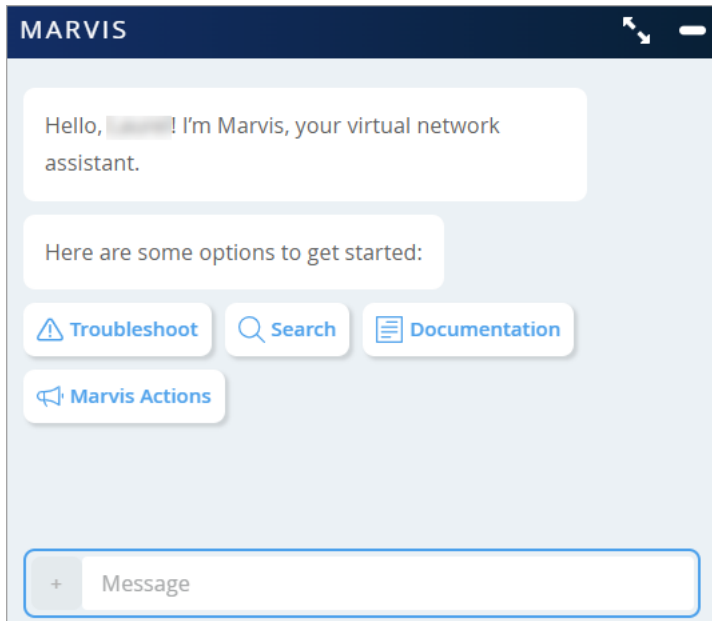 MARVIS
Hello, ! I'm Marvis, your virtual network
assistant.
Here are some options to get started:
Troubleshoot
Search
Documentation
Marvis Actions
+ Message